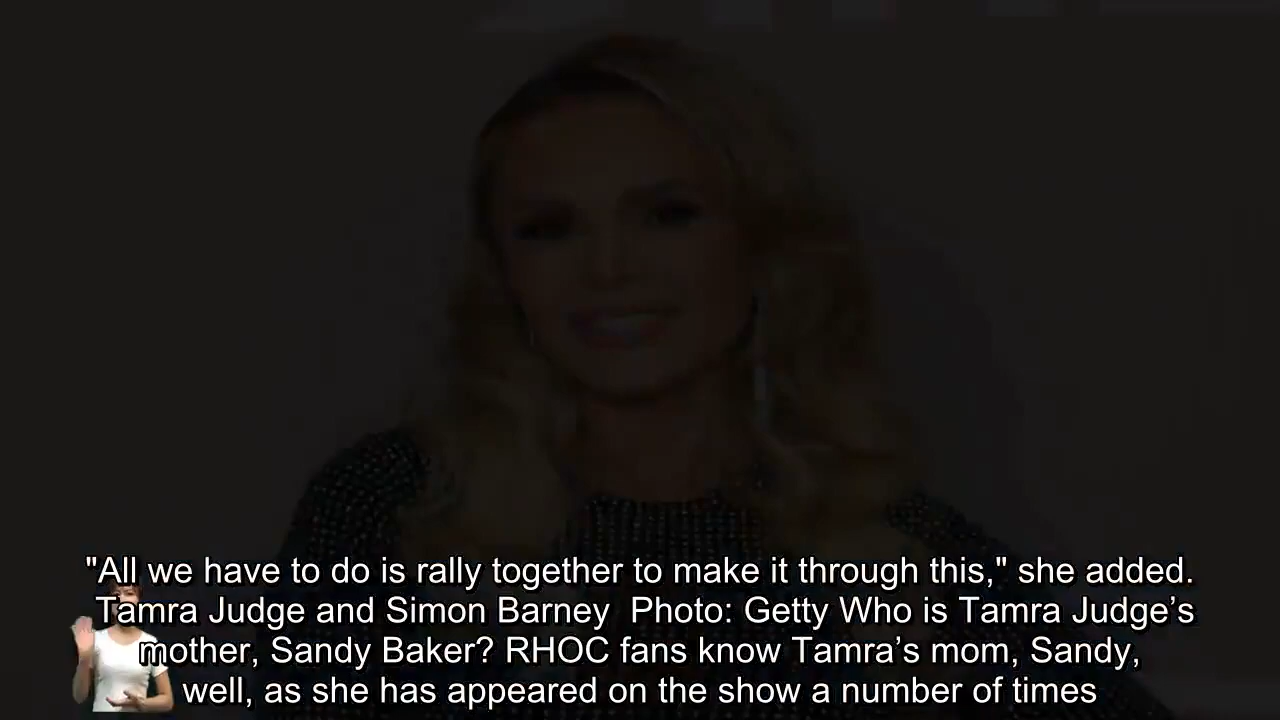 "All we have to do is rally together to make it through this," she added.
Tamra Judge and Simon Barney  Photo: Getty Who is Tamra Judge’s
mother, Sandy Baker? RHOC fans know Tamra’s mom, Sandy,
well, as she has appeared on the show a number of times